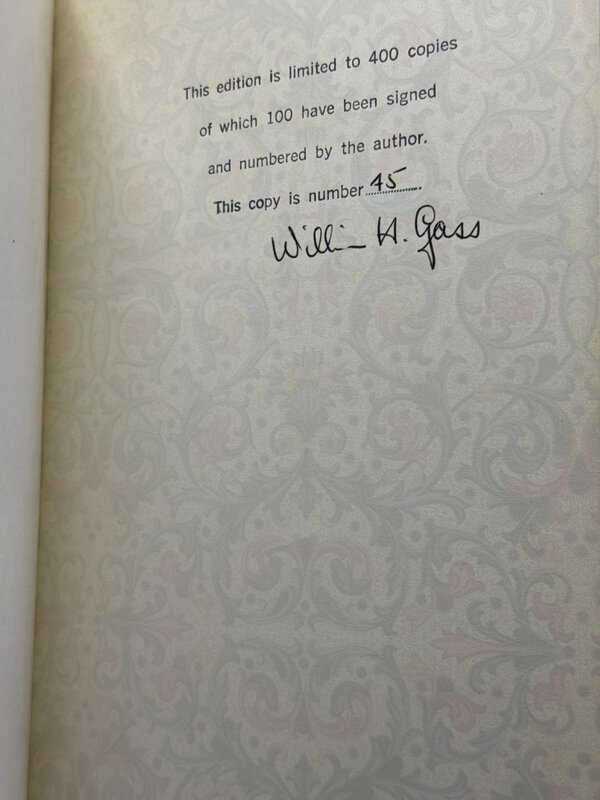 This edition is limited to 400 copies
of which 100 have been signed
and numbered by the author.
This copy is number 45.
William H. Gass